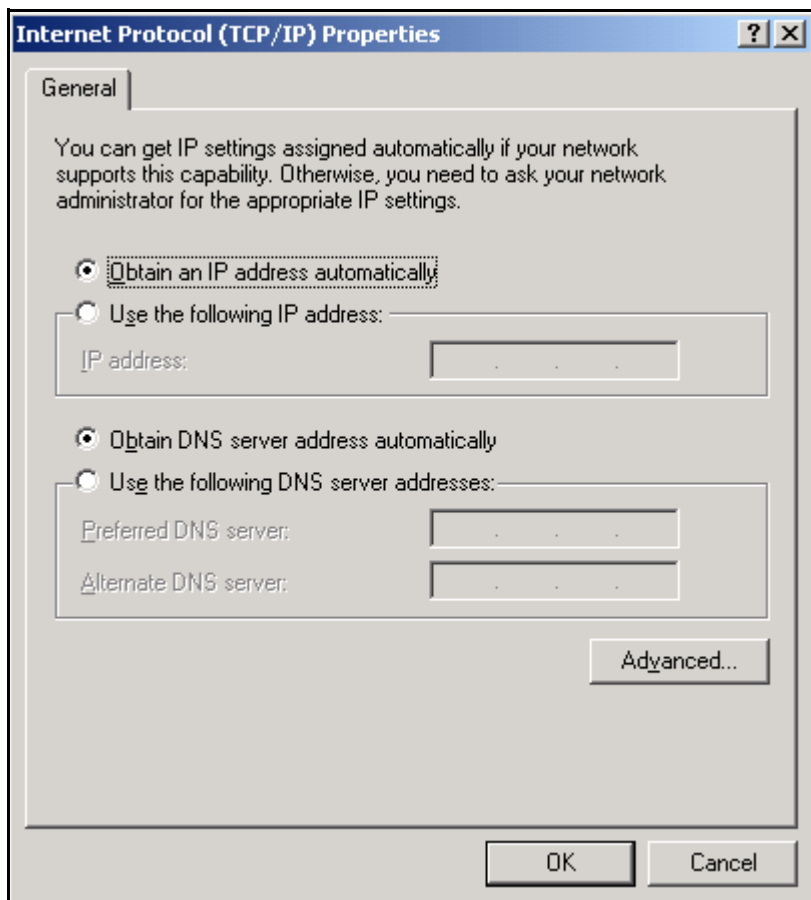 Internet Protocol (TCP/IP) Properties
General
You can get IP settings assigned automatically if your network
supports this capability. Otherwise, you need to ask your network
administrator for the appropriate IP settings.
Obtain an IP address automatically
Use the following IP address:
IP address:
Obtain DNS server address automatically
Use the following DNS server addresses:
Preferred DNS server:
Alternate DNS server:
Advanced...
OK
Cancel